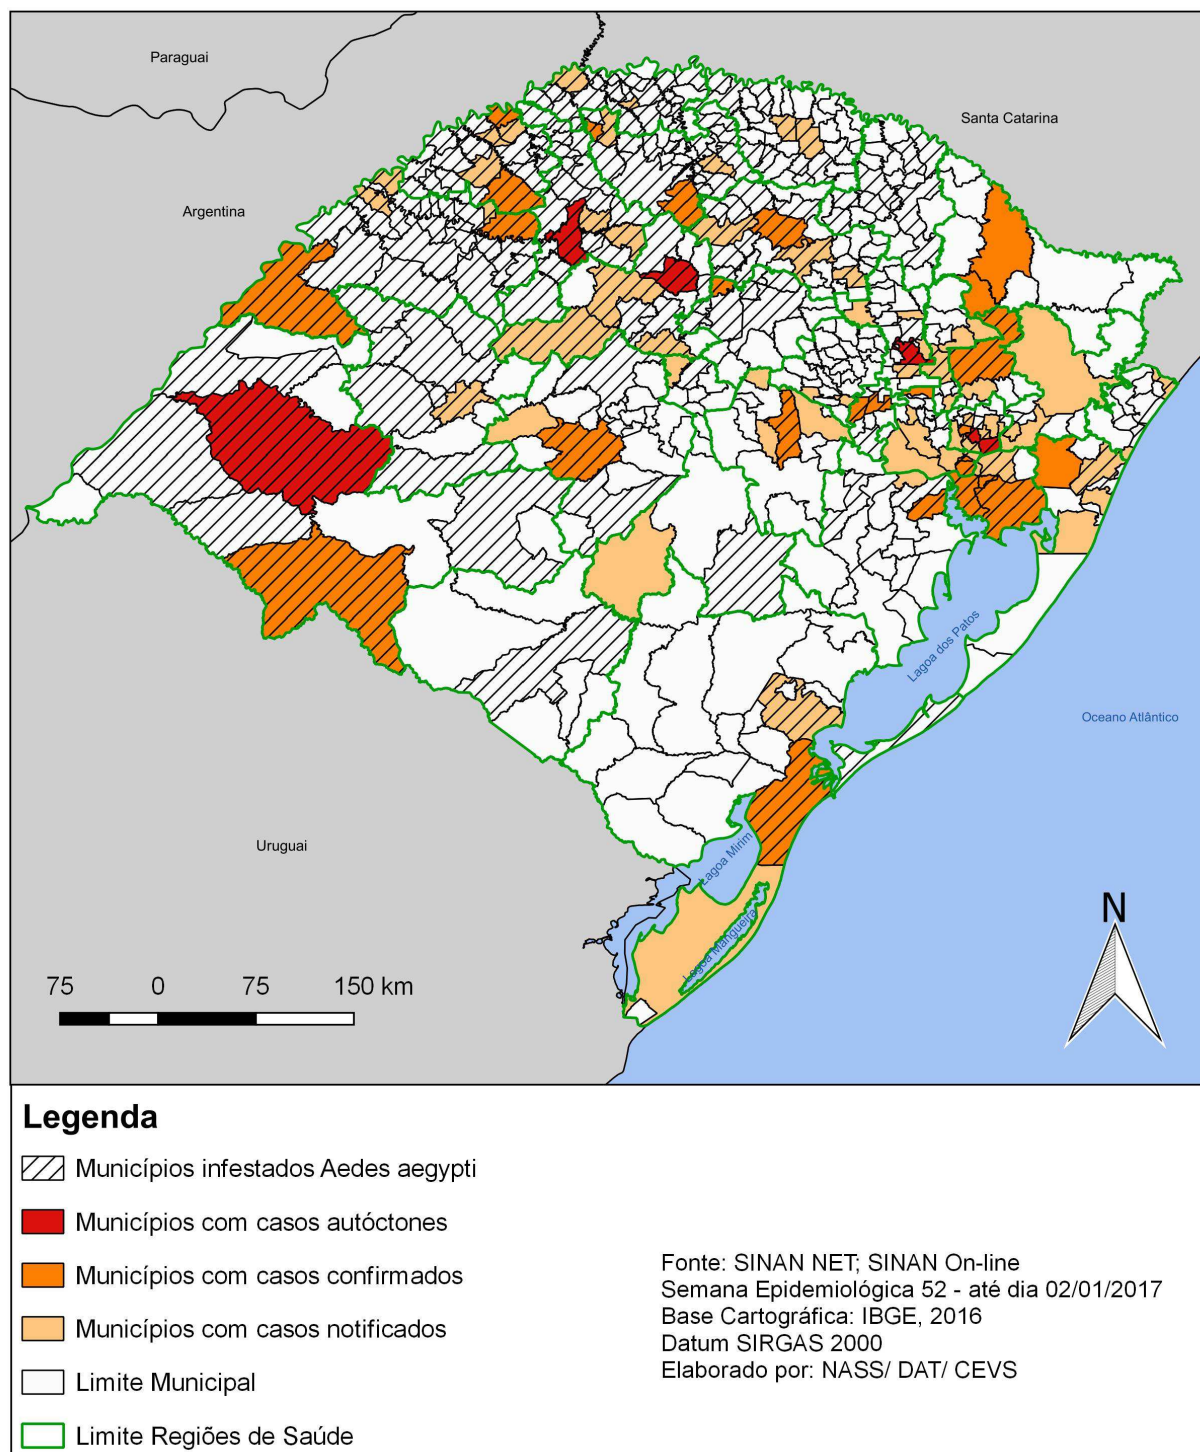 Paraguai
Santa Catarina
Argentina
Lagoa dos Patos
Oceano Atlântico
Uruguai
Lagoa Mirim
Lagoa Mangueira
N
75 0 75 150 km
Legenda
Municípios infestados Aedes aegypti
Municípios com casos autóctones
Municípios com casos confirmados
Municípios com casos notificados
Limite Municipal
Limite Regiões de Saúde
Fonte: SINAN NET; SINAN On-line
Semana Epidemiológica 52 - até dia 02/01/2017
Base Cartográfica: IBGE, 2016
Datum SIRGAS 2000
Elaborado por: NASS/ DAT/ CEVS